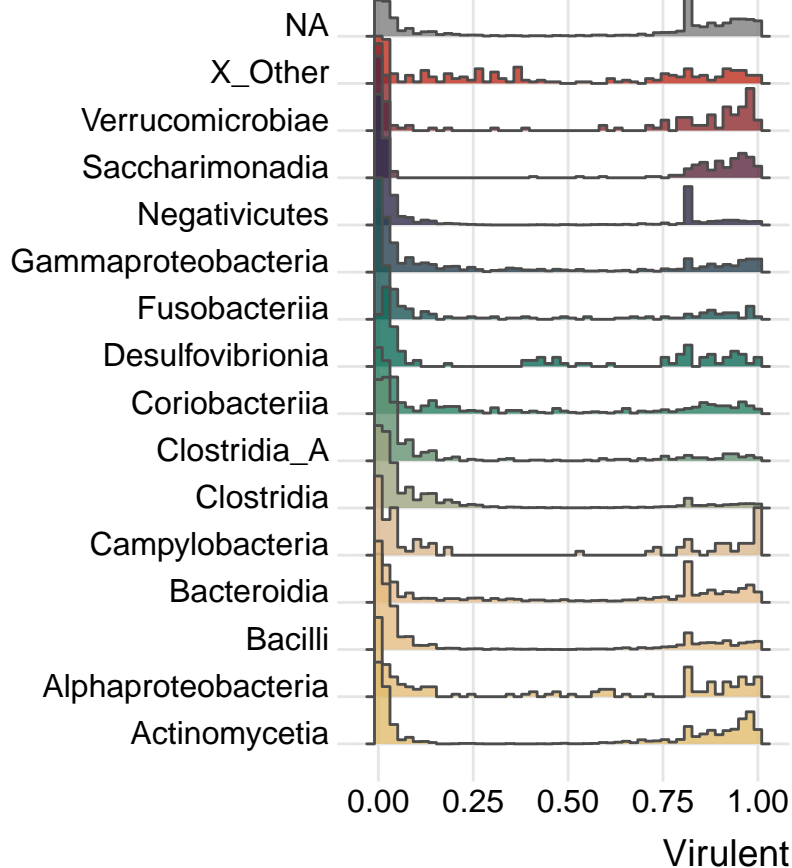 NA
X_Other
Verrucomicrobiae
Saccharimonadia
Negativicutes
Gammaproteobacteria
Fusobacteriia
Desulfovibrionia
Coriobacteriia
Clostridia_A
Clostridia
Campylobacteria
Bacteroidia
Bacilli
Alphaproteobacteria
Actinomycetia
0.00 0.25 0.50 0.75 1.00
Virulent